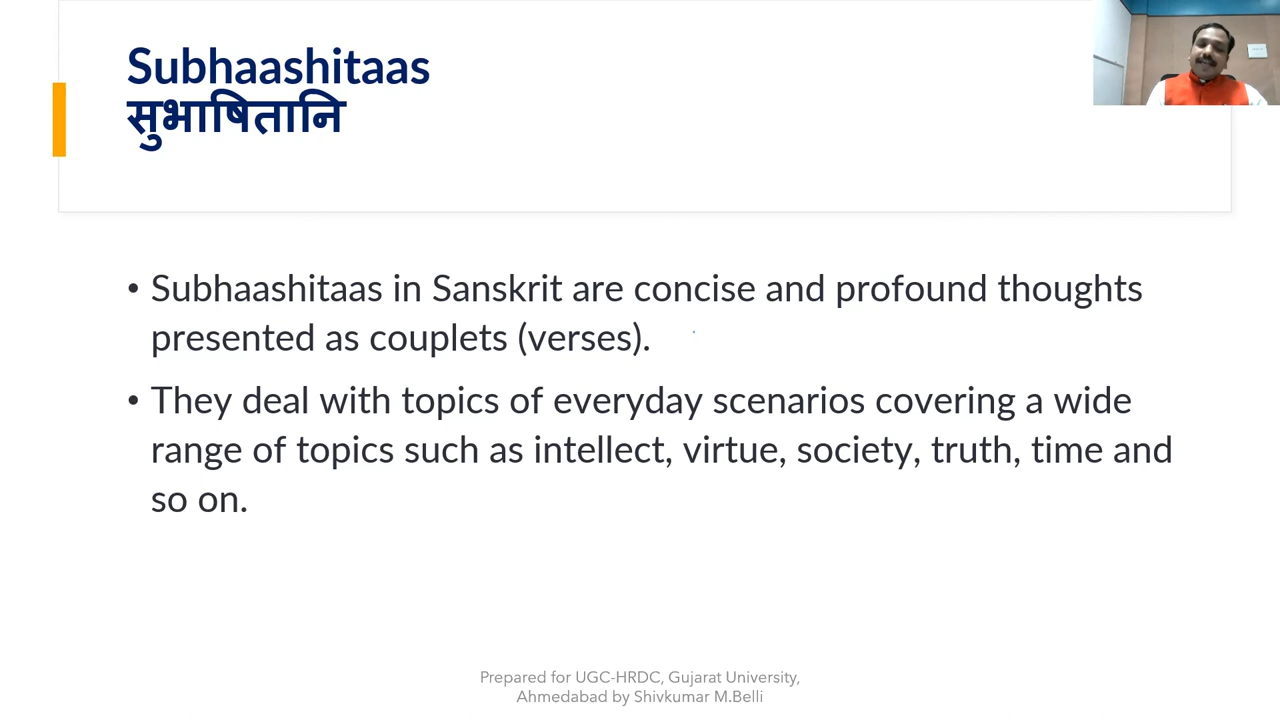 Subhaashitaas
सुभाषितानि
• Subhaashitaas in Sanskrit are concise and profound thoughts
presented as couplets (verses).
• They deal with topics of everyday scenarios covering a wide
range of topics such as intellect, virtue, society, truth, time and
so on.
Prepared for UGC-HRDC, Gujarat University,
Ahmedabad by Shivkumar M.Belli